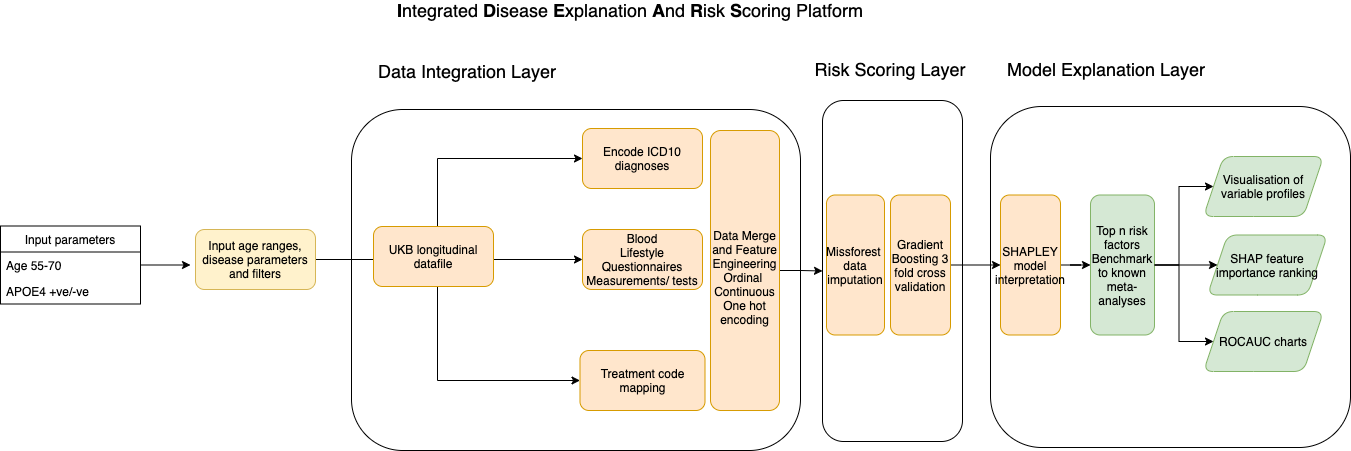 Integrated Disease Explanation And Risk Scoring Platform
Data Integration Layer
Risk Scoring Layer
Model Explanation Layer
Input parameters
Age 55-70
APOE4 +ve/-ve
Input age ranges,
disease parameters
and filters
UKB longitudinal
datafile
Encode ICD10
diagnoses
Blood
Lifestyle
Questionnaires
Measurements/ tests
Treatment code
mapping
Data Merge
and Feature
Engineering
Ordinal
Continuous
One hot
encoding
Missforest
data
imputation
Gradient
Boosting 3
fold cross
validation
SHAPLEY
model
interpretation
Top n risk
factors
Benchmark
to known
meta-
analyses
Visualisation of
variable profiles
SHAP feature
importance ranking
ROCAUC charts